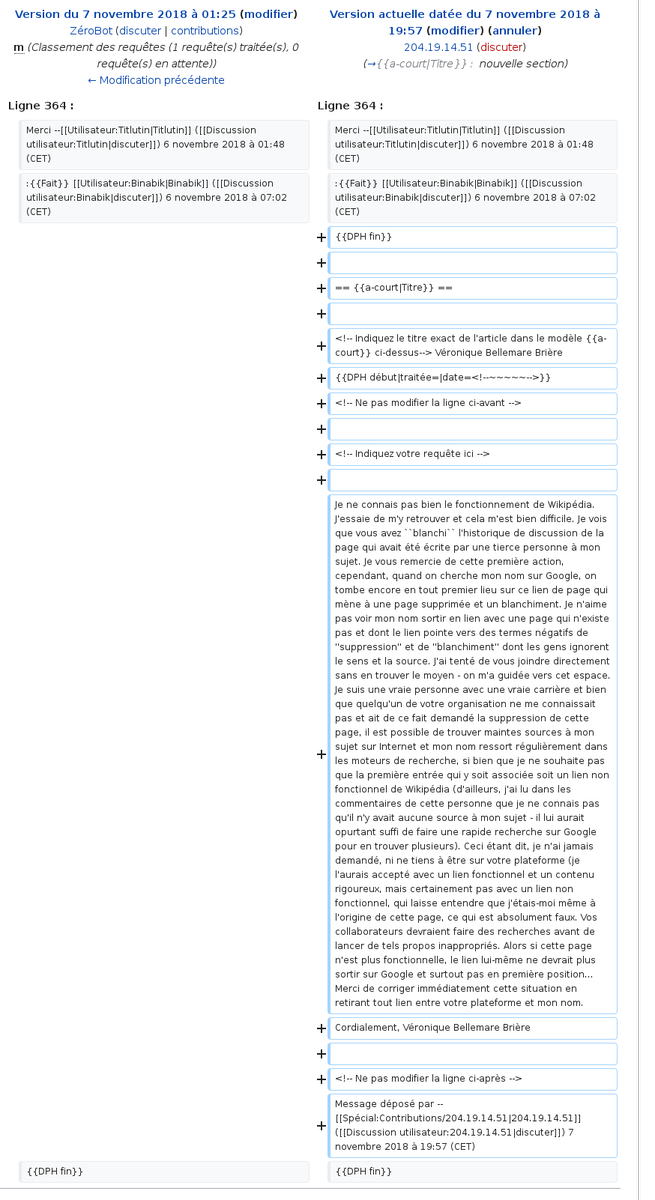 Version du 7 novembre 2018 à 01:25 (modifier)
ZéroBot (discuter | contributions)
m (Classement des requêtes (1 requête(s) traitée(s), 0
requête(s) en attente))
← Modification précédente
Version actuelle datée du 7 novembre 2018 à
19:57 (modifier) (annuler)
204.19.14.51 (discuter)
(→{{a-court|Titre}} : nouvelle section)
Ligne 364 :
Ligne 364 :
Merci --[[Utilisateur:Titlutin|Titlutin]] ([[Discussion
utilisateur:Titlutin|discuter]]) 6 novembre 2018 à 01:48
(CET)
Merci --[[Utilisateur:Titlutin|Titlutin]] ([[Discussion
utilisateur:Titlutin|discuter]]) 6 novembre 2018 à 01:48
(CET)
:{{Fait}} [[Utilisateur:Binabik|Binabik]] ([[Discussion
utilisateur:Binabik|discuter]]) 6 novembre 2018 à 07:02
(CET)
:{{Fait}} [[Utilisateur:Binabik|Binabik]] ([[Discussion
utilisateur:Binabik|discuter]]) 6 novembre 2018 à 07:02
(CET)
+ {{DPH fin}}
+
+ == {{a-court|Titre}} ==
+
+ <!-- Indiquez le titre exact de l'article dans le modèle {{a-
court}} ci-dessus--> Véronique Bellemare Brière
+ {{DPH début|traitée=|date=<!--~~~~~-->}}
+ <!-- Ne pas modifier la ligne ci-avant -->
+
+ <!-- Indiquez votre requête ici -->
+
+ Je ne connais pas bien le fonctionnement de Wikipédia.
J'essaie de m'y retrouver et cela m'est bien difficile. Je vois
que vous avez ``blanchi`` l'historique de discussion de la
page qui avait été écrite par une tierce personne à mon
sujet. Je vous remercie de cette première action,
cependant, quand on cherche mon nom sur Google, on
tombe encore en tout premier lieu sur ce lien de page qui
mène à une page supprimée et un blanchiment. Je n'aime
pas voir mon nom sortir en lien avec une page qui n'existe
pas et dont le lien pointe vers des termes négatifs de
"suppression" et de "blanchiment" dont les gens ignorent
le sens et la source. J'ai tenté de vous joindre directement
sans en trouver le moyen - on m'a guidée vers cet espace.
Je suis une vraie personne avec une vraie carrière et bien
que quelqu'un de votre organisation ne me connaissait
pas et ait de ce fait demandé la suppression de cette
page, il est possible de trouver maintes sources à mon
sujet sur Internet et mon nom ressort régulièrement dans
les moteurs de recherche, si bien que je ne souhaite pas
que la première entrée qui y soit associée soit un lien non
fonctionnel de Wikipédia (d'ailleurs, j'ai lu dans les
commentaires de cette personne que je ne connais pas
qu'il n'y avait aucune source à mon sujet - il lui aurait
opurtant suffi de faire une rapide recherche sur Google
pour en trouver plusieurs). Ceci étant dit, je n'ai jamais
demandé, ni ne tiens à être sur votre plateforme (je
l'aurais accepté avec un lien fonctionnel et un contenu
rigoureux, mais certainement pas avec un lien non
fonctionnel, qui laisse entendre que j'étais-moi même à
l'origine de cette page, ce qui est absolument faux. Vos
collaborateurs devraient faire des recherches avant de
lancer de tels propos inappropriés. Alors si cette page
n'est plus fonctionnelle, le lien lui-même ne devrait plus
sortir sur Google et surtout pas en première position...
Merci de corriger immédiatement cette situation en
retirant tout lien entre votre plateforme et mon nom.
+ Cordialement, Véronique Bellemare Brière
+
+ <!-- Ne pas modifier la ligne ci-après -->
+ Message déposé par --
[[Spécial:Contributions/204.19.14.51|204.19.14.51]]
([[Discussion utilisateur:204.19.14.51|discuter]]) 7
novembre 2018 à 19:57 (CET)
{{DPH fin}}
{{DPH fin}}